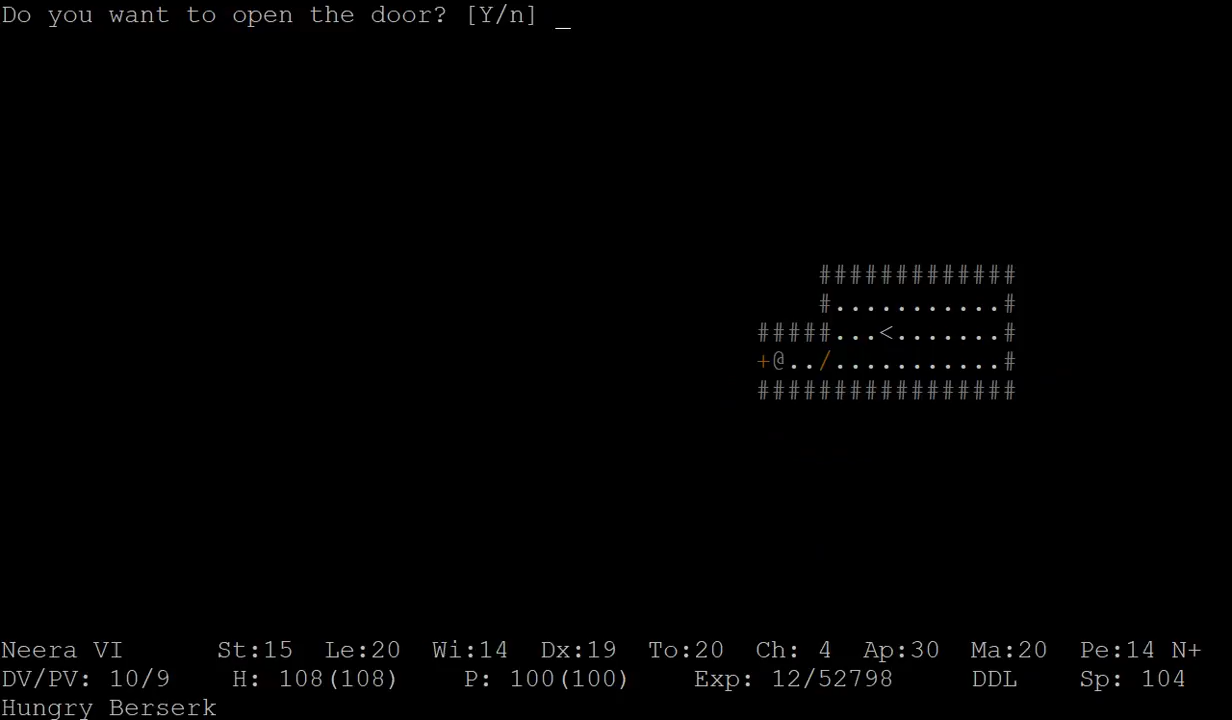 Do you want to open the door? [Y/n] _
#############
#...........#
#####...<.......#
+@../...........#
#################
Neera VI St:15 Le:20 Wi:14 Dx:19 To:20 Ch: 4 Ap:30 Ma:20 Pe:14 N+
DV/PV: 10/9 H: 108(108) P: 100(100) Exp: 12/52798 DDL Sp: 104
Hungry Berserk